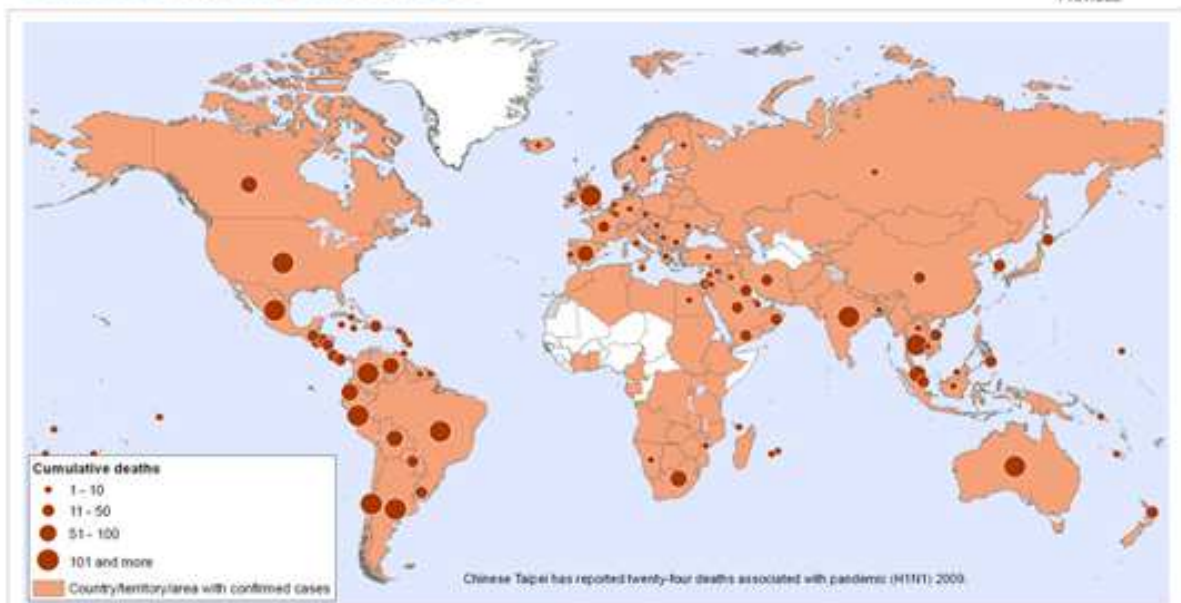 Cumulative deaths
1 - 10
11 - 50
51 - 100
101 and more
Country/territory/area with confirmed cases
Chinese Taipei has reported twenty-four deaths associated with pandemic (H1N1) 2009.